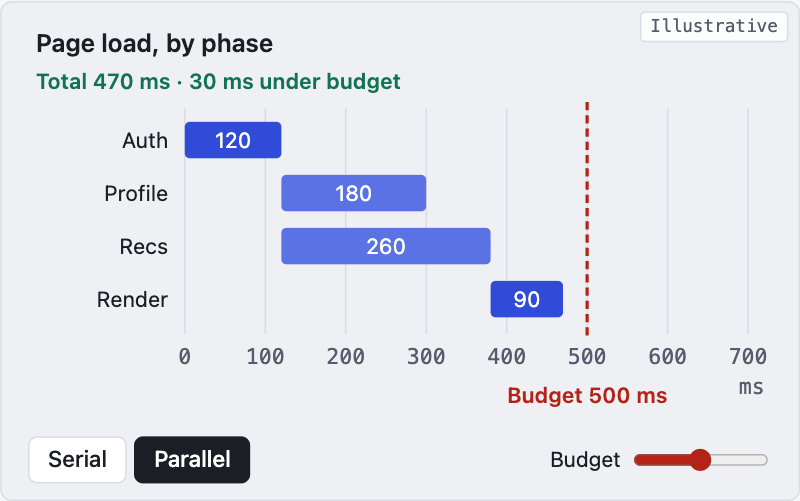 Illustrative
Page load, by phase
Total 470 ms · 30 ms under budget
Auth 120
Profile 180
Recs 260
Render 90
0 100 200 300 400 500 600 700
ms
Budget 500 ms
Serial Parallel Budget